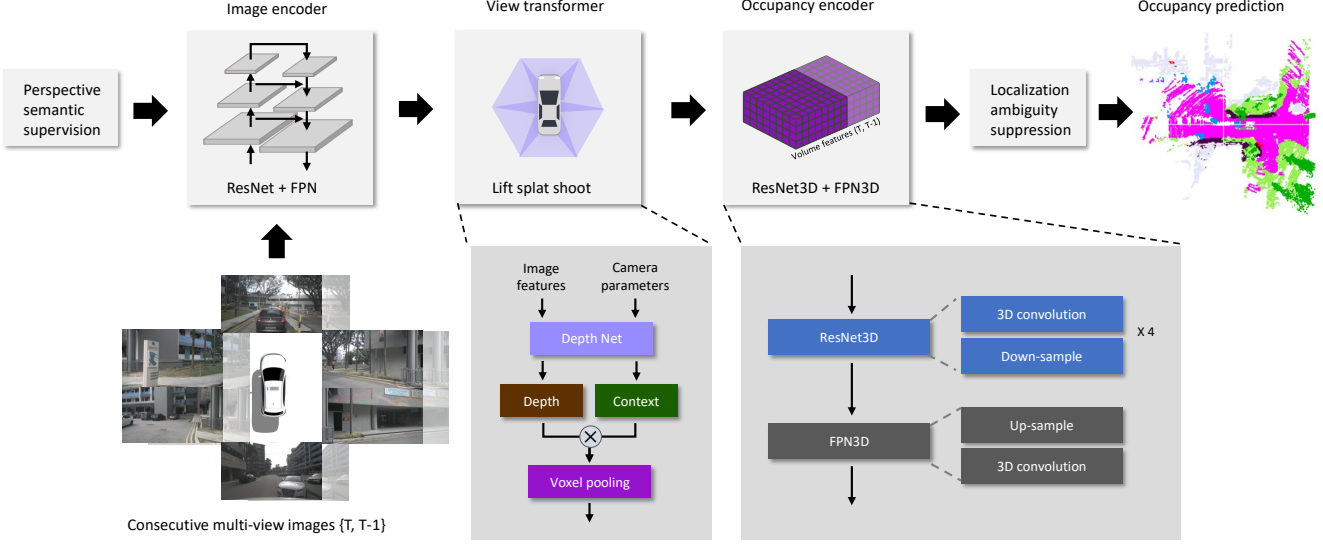 Image encoder
View transformer
Occupancy encoder
Occupancy prediction
Perspective
semantic
supervision
ResNet + FPN
Lift splat shoot
Volume features {T, T-1}
ResNet3D + FPN3D
Localization
ambiguity
suppression
Image
features
Camera
parameters
Depth Net
Depth
Context
Voxel pooling
ResNet3D
3D convolution
Down-sample
X 4
FPN3D
Up-sample
3D convolution
Consecutive multi-view images {T, T-1}